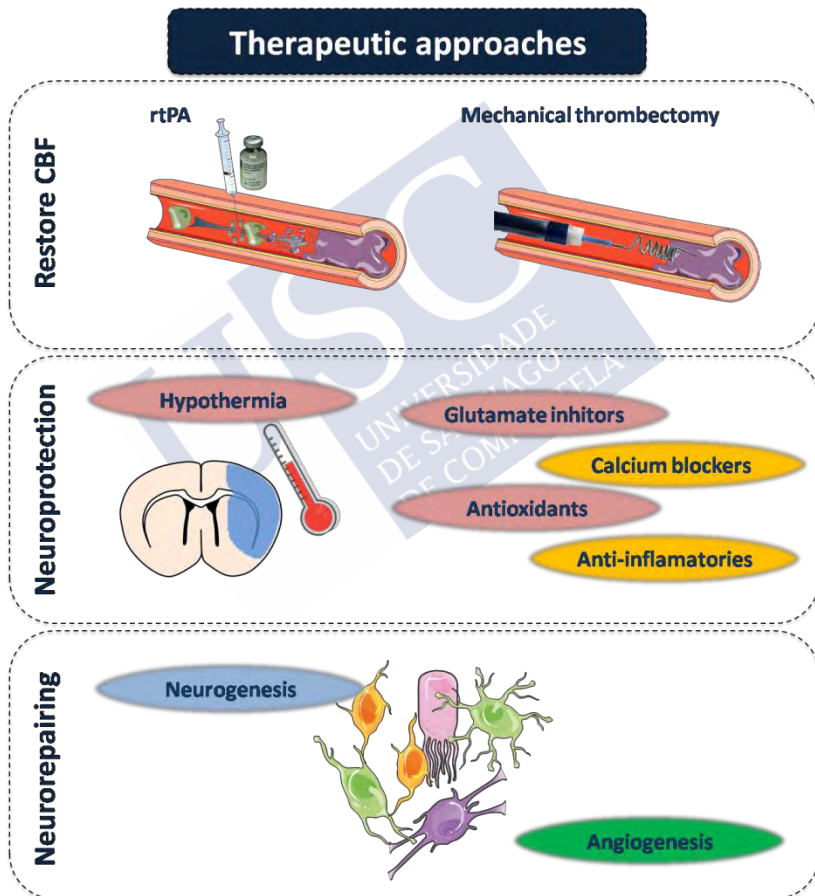 Therapeutic approaches
Restore CBF
rtPA
Mechanical thrombectomy
USC
UNIVERSIDADE
DE SANTIAGO
DE COMPOSTELA
Neuroprotection
Hypothermia
Glutamate inhitors
Calcium blockers
Antioxidants
Anti-inflamatories
Neurorepairing
Neurogenesis
Angiogenesis